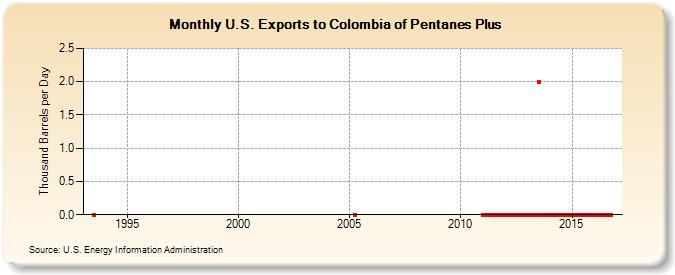 Monthly U.S. Exports to Colombia of Pentanes Plus
Thousand Barrels per Day
2.5
2.0
1.5
1.0
0.5
0.0
1995 2000 2005 2010 2015
Source: U.S. Energy Information Administration